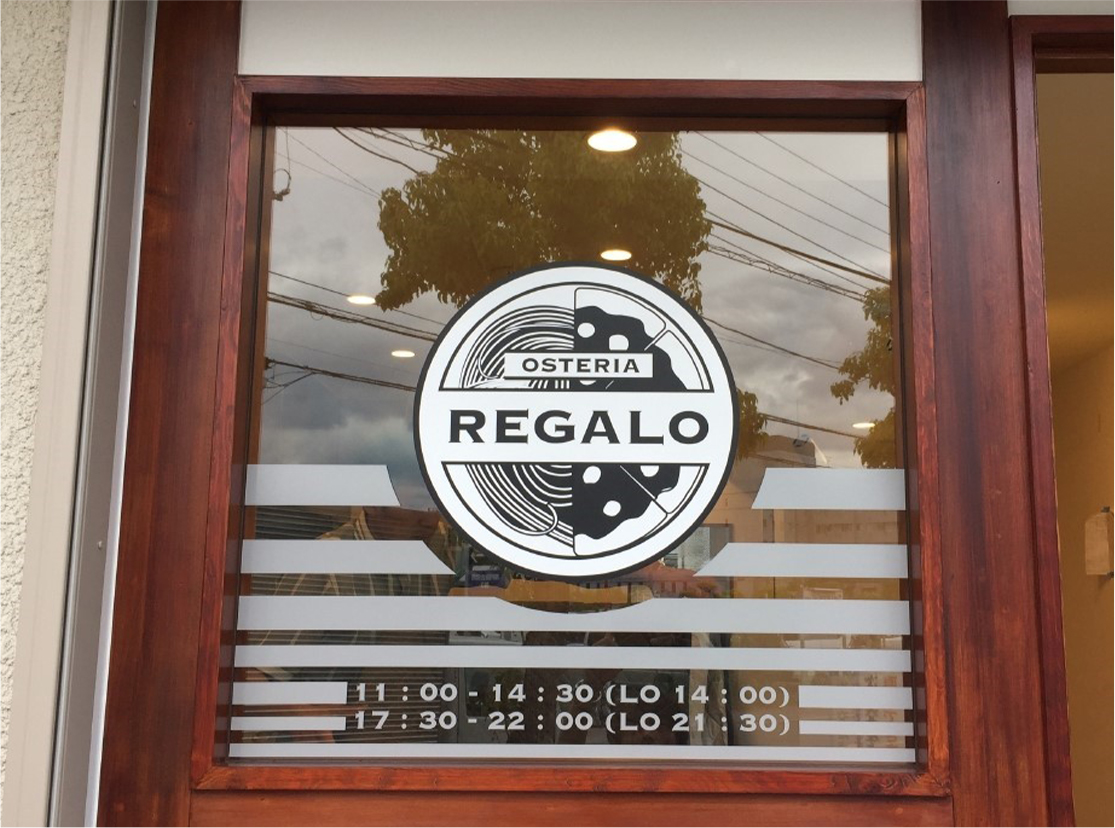 OSTERIA
REGALO
11 : 00 - 14 : 30 (LO 14 : 00)
17 : 30 - 22 : 00 (LO 21 : 30)